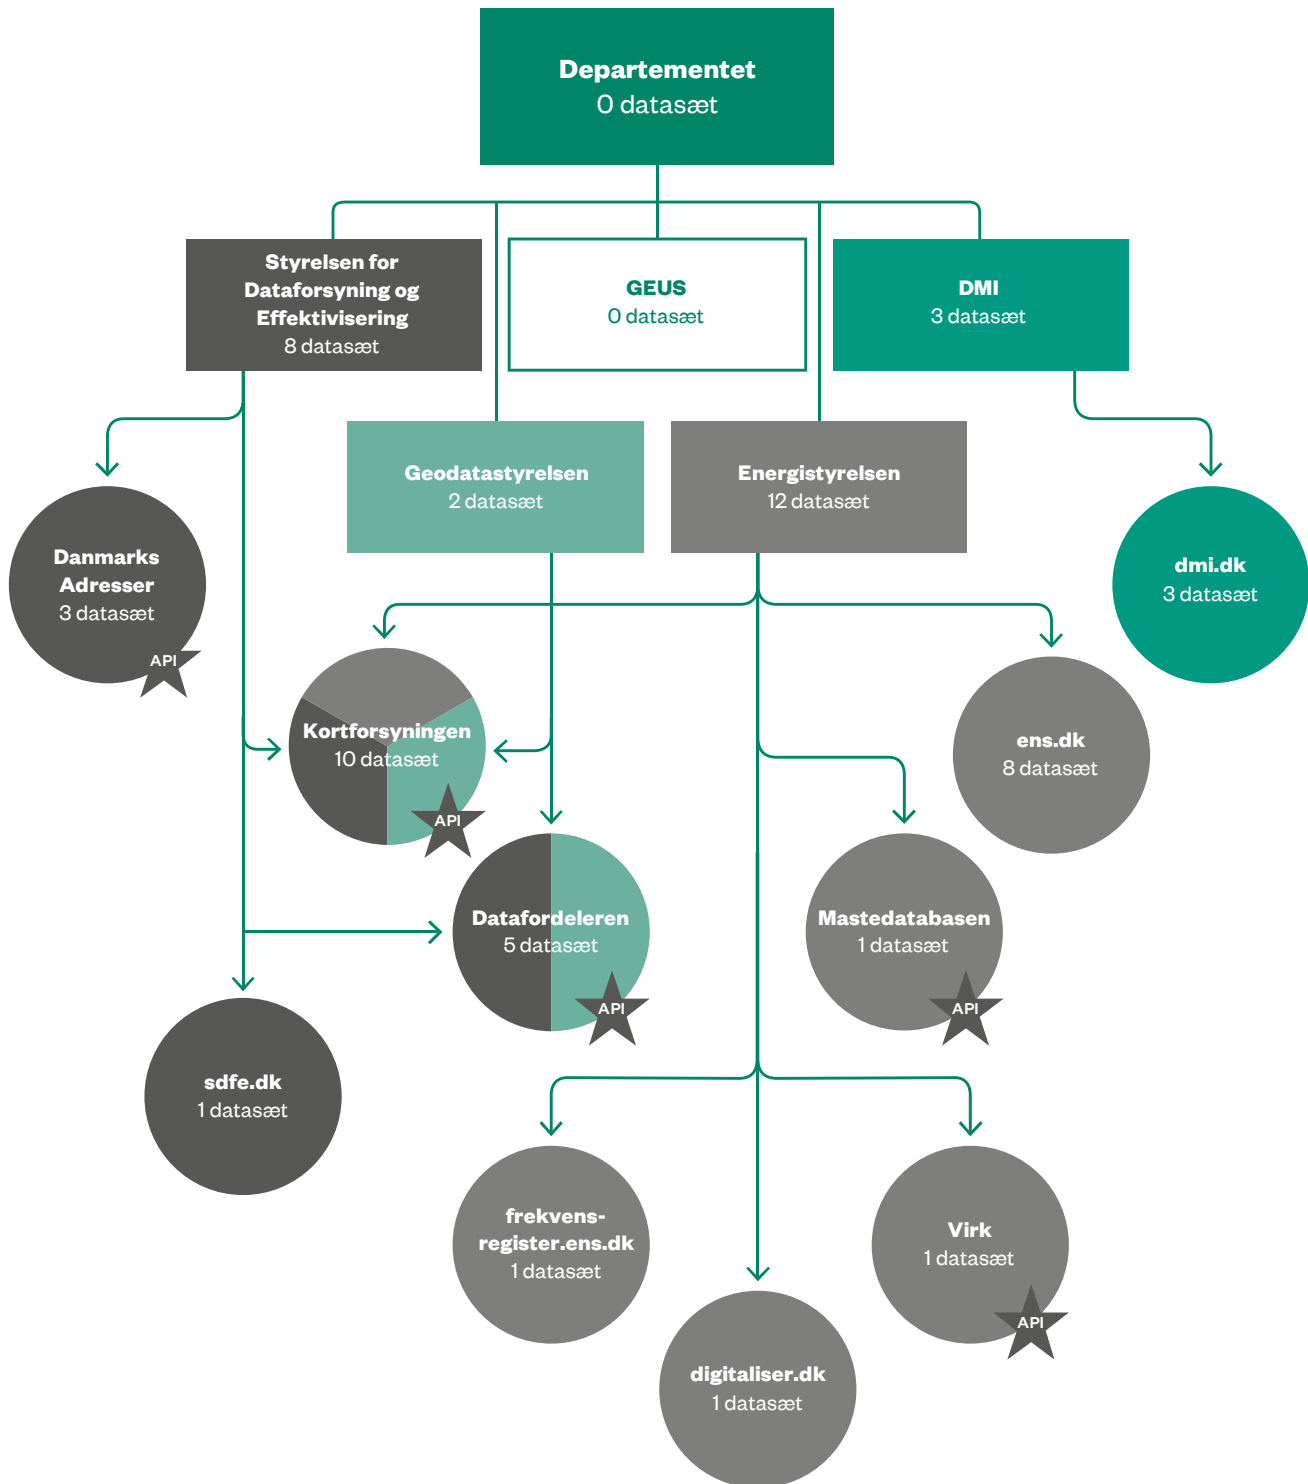 Departementet
0 datasæt
Styrelsen for
Dataforsyning og
Effektivisering
8 datasæt
GEUS
0 datasæt
DMI
3 datasæt
Geodatastyrelsen
2 datasæt
Energistyrelsen
12 datasæt
Danmarks
Adresser
3 datasæt
API
dmi.dk
3 datasæt
Kortforsyningen
10 datasæt
API
ens.dk
8 datasæt
Datafordeleren
5 datasæt
API
Mastedatabasen
1 datasæt
API
sdfe.dk
1 datasæt
frekvens-
register.ens.dk
1 datasæt
Virk
1 datasæt
API
digitaliser.dk
1 datasæt